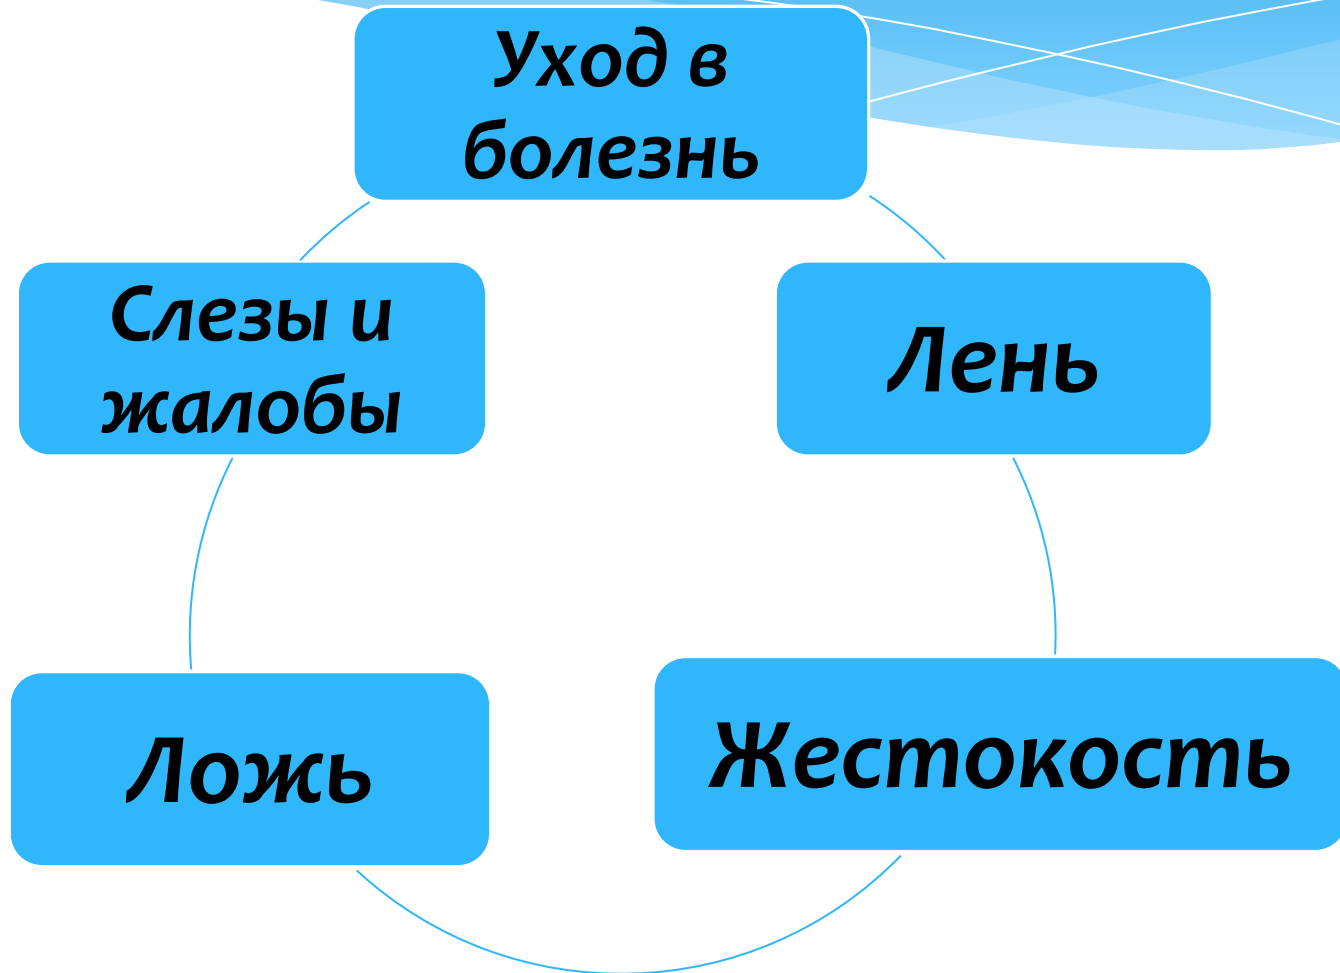 Уход в
болезнь
Слезы и
жалобы
Лень
Ложь
Жестокость